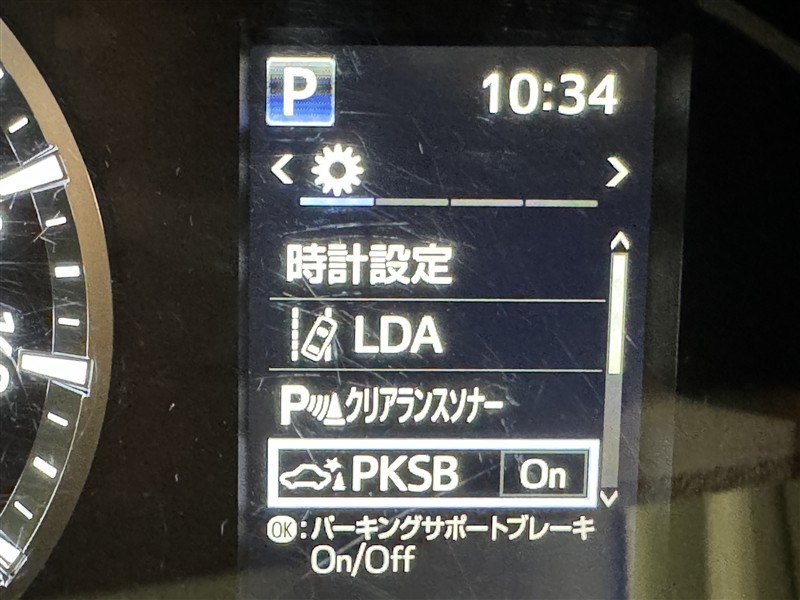 P 10:34
時計設定
LDA
Pクリアランスソナー
PKSB On
OK:パーキングサポートブレーキ
On/Off